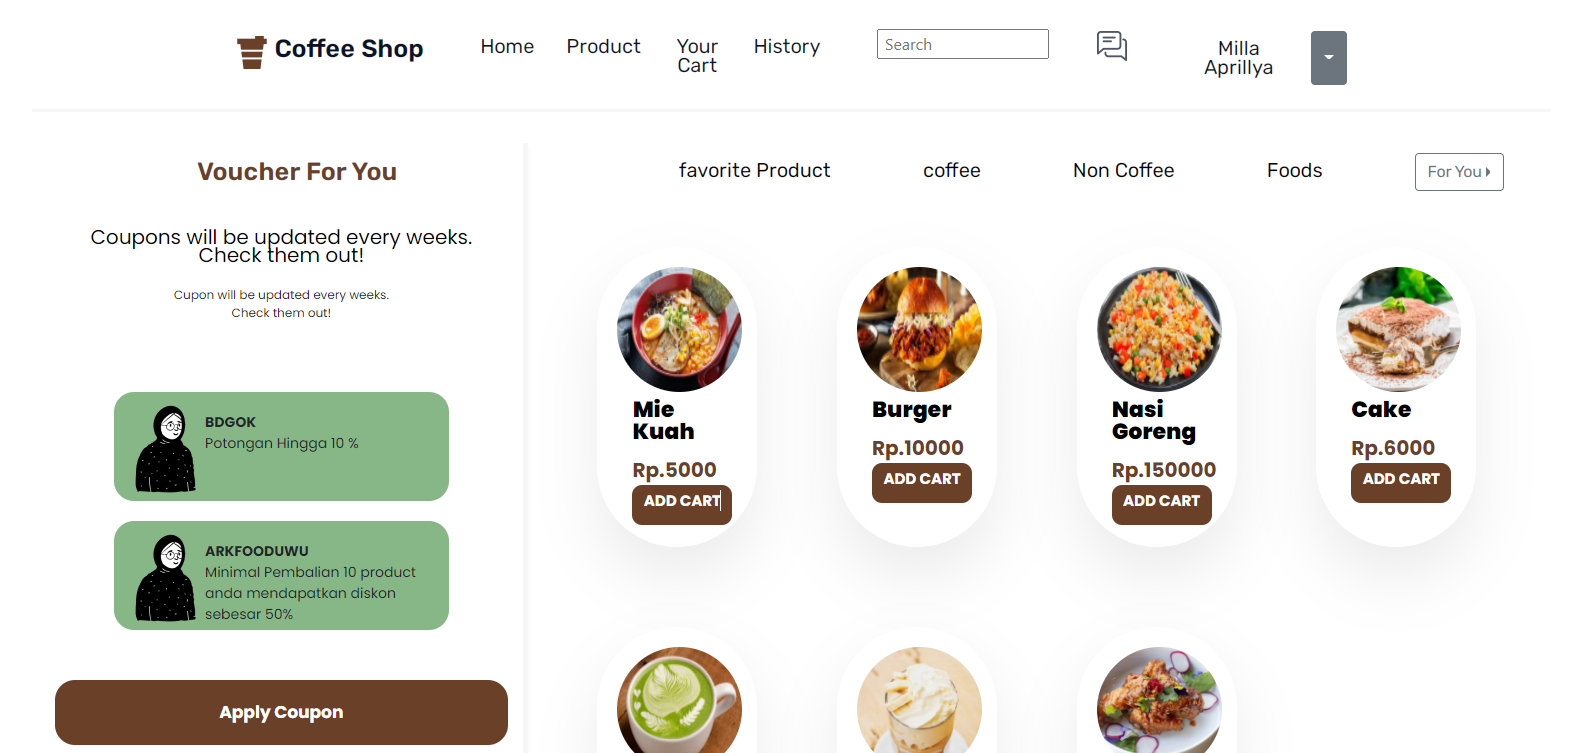 Coffee Shop
Home
Product
Your
Cart
History
Search
Milla
Aprillya
Voucher For You
Coupons will be updated every weeks.
Check them out!
Cupon will be updated every weeks.
Check them out!
BDGOK
Potongan Hingga 10 %
ARKFOODUWU
Minimal Pembalian 10 product
anda mendapatkan diskon
sebesar 50%
Apply Coupon
favorite Product
coffee
Non Coffee
Foods
For You
Mie
Kuah
Rp.5000
ADD CART
Burger
Rp.10000
ADD CART
Nasi
Goreng
Rp.150000
ADD CART
Cake
Rp.6000
ADD CART